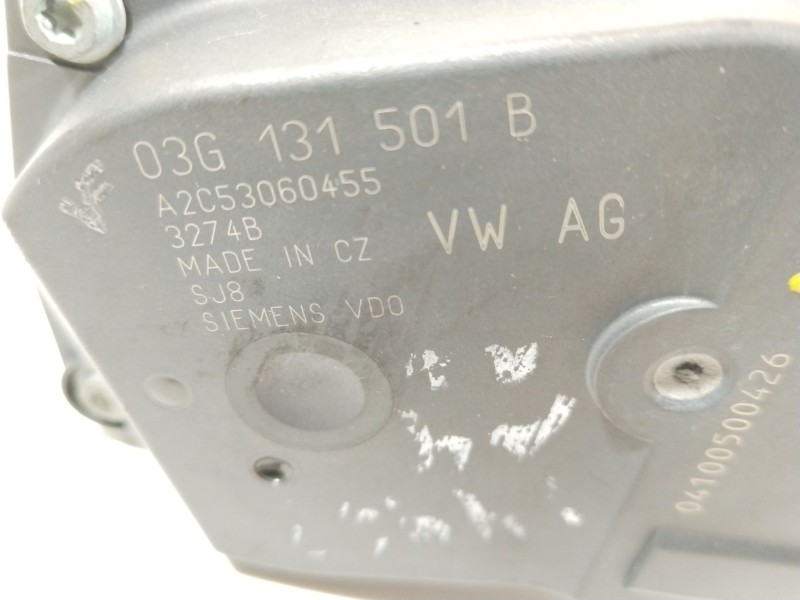 03G 131 501 B
A2C53060455
3274B
VW AG
MADE IN CZ
SJ8
SIEMENS VDO
04100500426